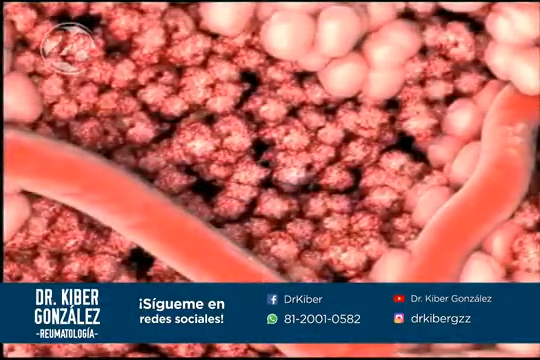 DR. KIBER
GONZÁLEZ
-REUMATOLOGÍA-
¡Sígueme en
redes sociales!
DrKiber
81-2001-0582
Dr. Kiber González
drkibergzz